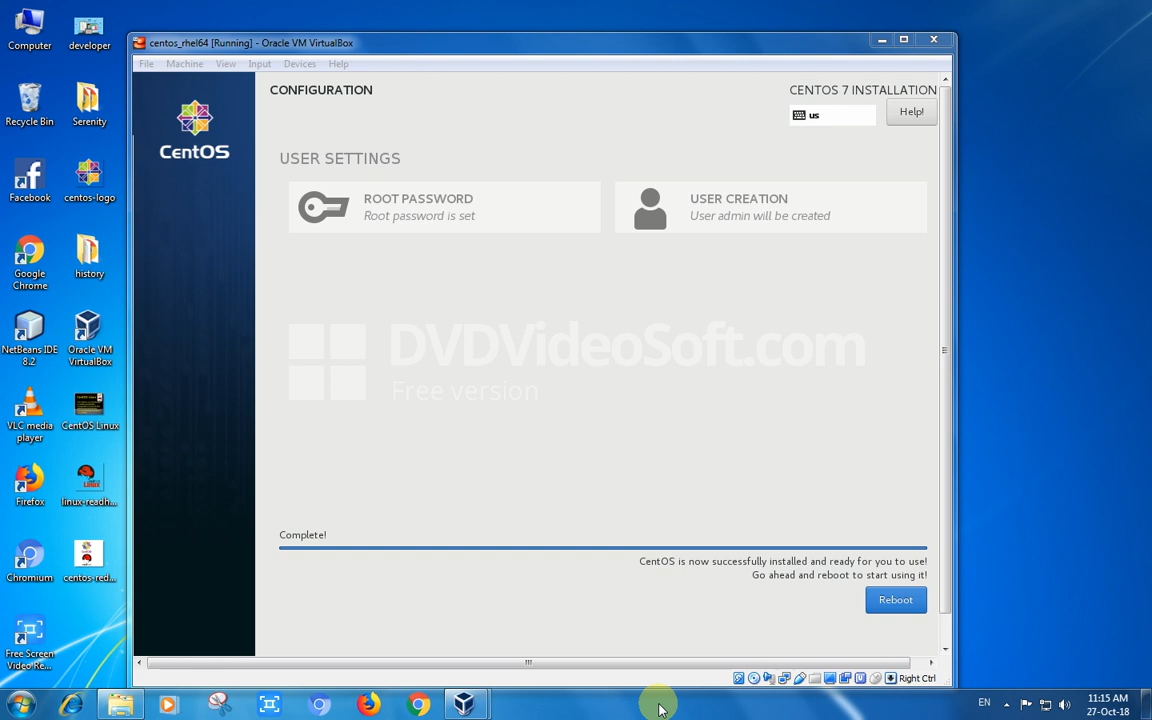 centos_rhel64 [Running] - Oracle VM VirtualBox
File Machine View Input Devices Help
CentOS
CONFIGURATION
CENTOS 7 INSTALLATION
us
Help!
USER SETTINGS
ROOT PASSWORD
Root password is set
USER CREATION
User admin will be created
DVDVideoSoft.com
Free version
Complete!
CentOS is now successfully installed and ready for you to use!
Go ahead and reboot to start using it!
Reboot
Right Ctrl
Computer
developer
Recycle Bin
Serenity
Facebook
centos-logo
Google
Chrome
history
NetBeans IDE
8.2
Oracle VM
VirtualBox
VLC media
player
CentOS Linux
Firefox
linux-readh...
Chromium
centos-red...
Free Screen
Video Re...
EN
11:15 AM
27-Oct-18